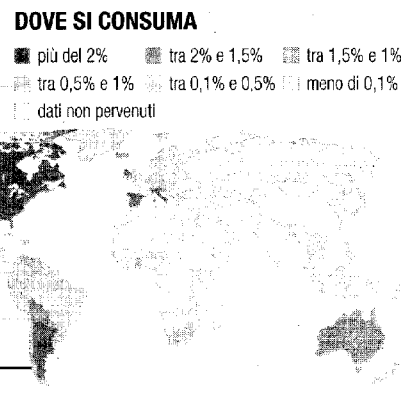 DOVE SI CONSUMA
più del 2% tra 2% e 1,5% tra 1,5% e 1%
tra 0,5% e 1% tra 0,1% e 0,5% meno di 0,1%
dati non pervenuti